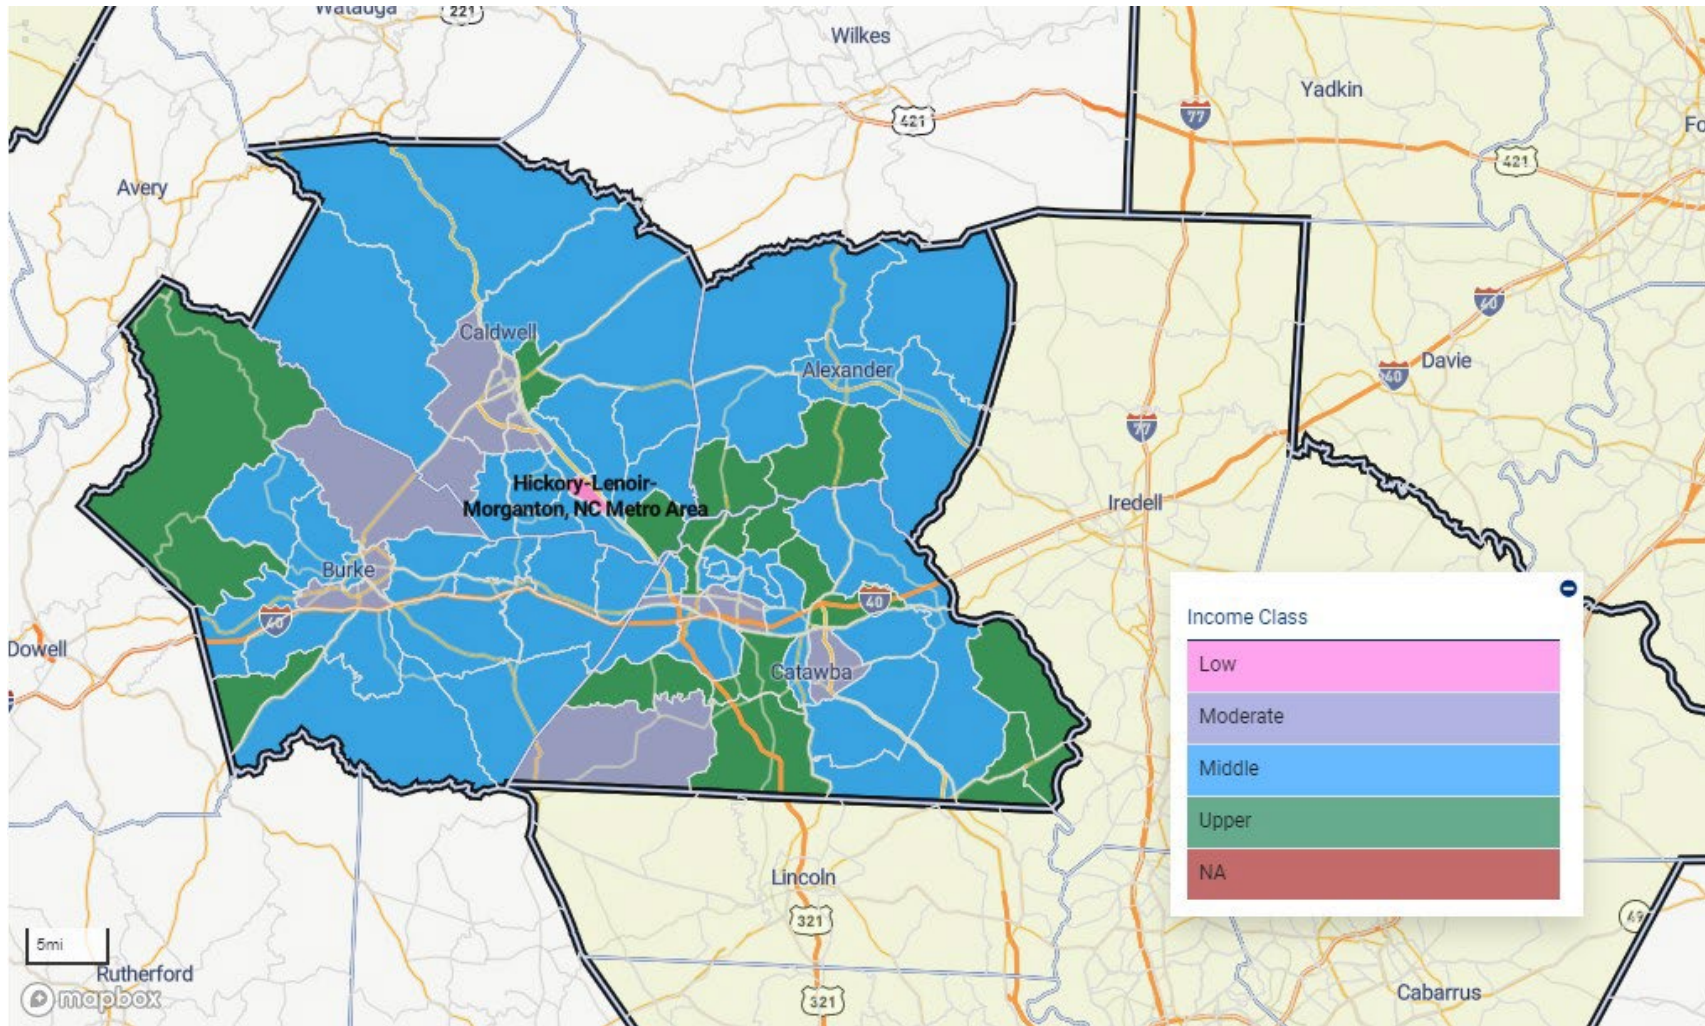 Watauga
221
Wilkes
Yadkin
77
421
421
Fo
Avery
Caldwell
40
Alexander
Davie
40
Hickory-Lenoir-
Morganton, NC Metro Area
77
Iredell
Burke
40
40
Dowell
Catawba
Income Class
Low
Moderate
Middle
Upper
NA
Lincoln
321
49
5mi
Rutherford
mapbox
321
Cabarrus